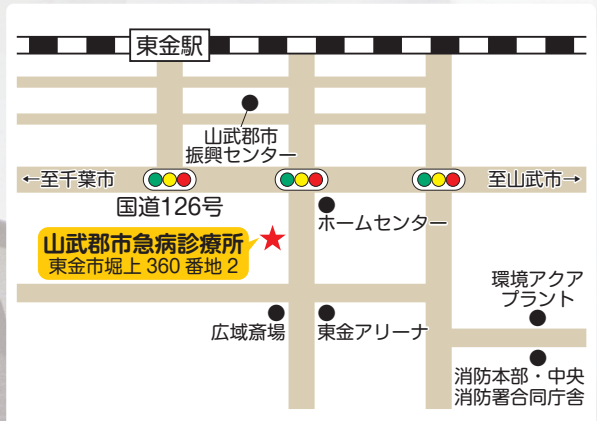 東金駅
山武郡市
振興センター
←至千葉市
至山武市→
国道126号
ホームセンター
山武郡市急病診療所
東金市堀上 360 番地 2
環境アクア
プラント
広域斎場
東金アリーナ
消防本部・中央
消防署合同庁舎